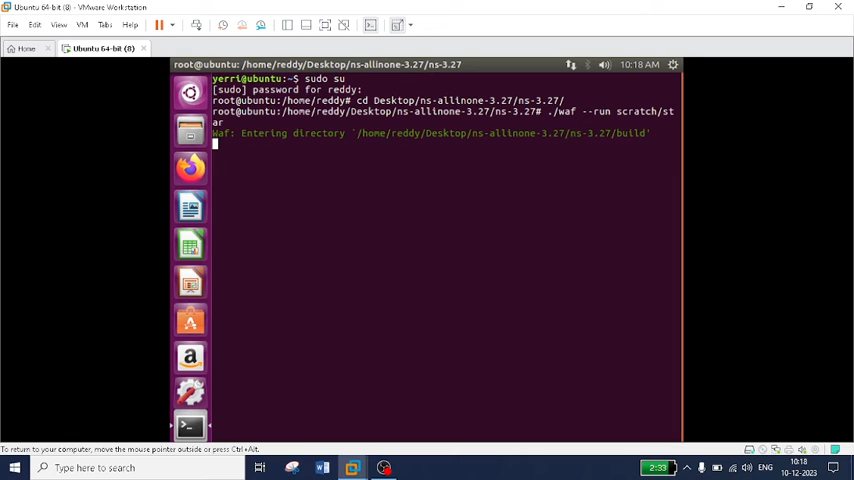 Ubuntu 64-bit (8) - VMware Workstation
File Edit View VM Tabs Help
Home Ubuntu 64-bit (8)
root@ubuntu: /home/reddy/Desktop/ns-allinone-3.27/ns-3.27 10:18 AM
yerri@ubuntu:~$ sudo su
[sudo] password for reddy:
root@ubuntu:/home/reddy# cd Desktop/ns-allinone-3.27/ns-3.27/
root@ubuntu:/home/reddy/Desktop/ns-allinone-3.27/ns-3.27# ./waf --run scratch/st
ar
Waf: Entering directory `/home/reddy/Desktop/ns-allinone-3.27/ns-3.27/build'
To return to your computer, move the mouse pointer outside or press Ctrl+Alt.
Type here to search
2:33
ENG
10:18
10-12-2023